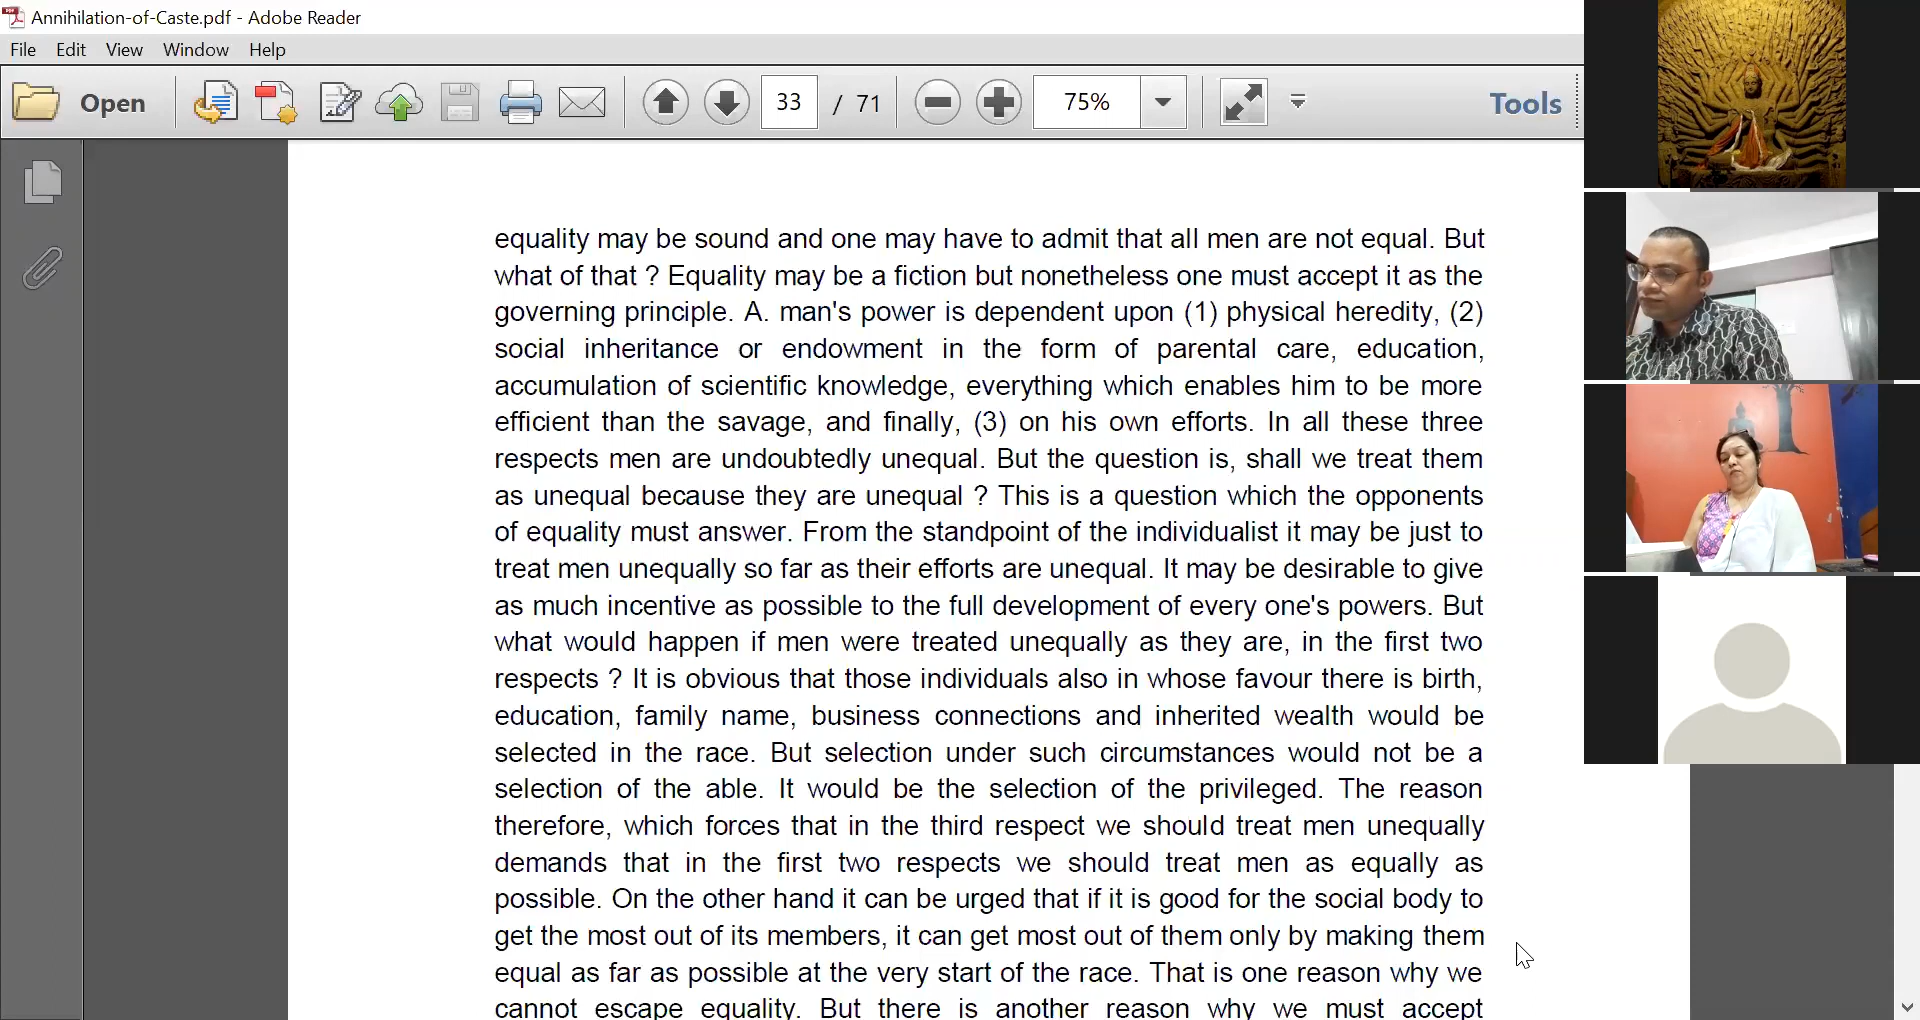 Annihilation-of-Caste.pdf - Adobe Reader
File Edit View Window Help
Open 33 / 71 75% Tools
equality may be sound and one may have to admit that all men are not equal. But
what of that ? Equality may be a fiction but nonetheless one must accept it as the
governing principle. A. man's power is dependent upon (1) physical heredity, (2)
social inheritance or endowment in the form of parental care, education,
accumulation of scientific knowledge, everything which enables him to be more
efficient than the savage, and finally, (3) on his own efforts. In all these three
respects men are undoubtedly unequal. But the question is, shall we treat them
as unequal because they are unequal ? This is a question which the opponents
of equality must answer. From the standpoint of the individualist it may be just to
treat men unequally so far as their efforts are unequal. It may be desirable to give
as much incentive as possible to the full development of every one's powers. But
what would happen if men were treated unequally as they are, in the first two
respects ? It is obvious that those individuals also in whose favour there is birth,
education, family name, business connections and inherited wealth would be
selected in the race. But selection under such circumstances would not be a
selection of the able. It would be the selection of the privileged. The reason
therefore, which forces that in the third respect we should treat men unequally
demands that in the first two respects we should treat men as equally as
possible. On the other hand it can be urged that if it is good for the social body to
get the most out of its members, it can get most out of them only by making them
equal as far as possible at the very start of the race. That is one reason why we
cannot escape equality. But there is another reason why we must accept